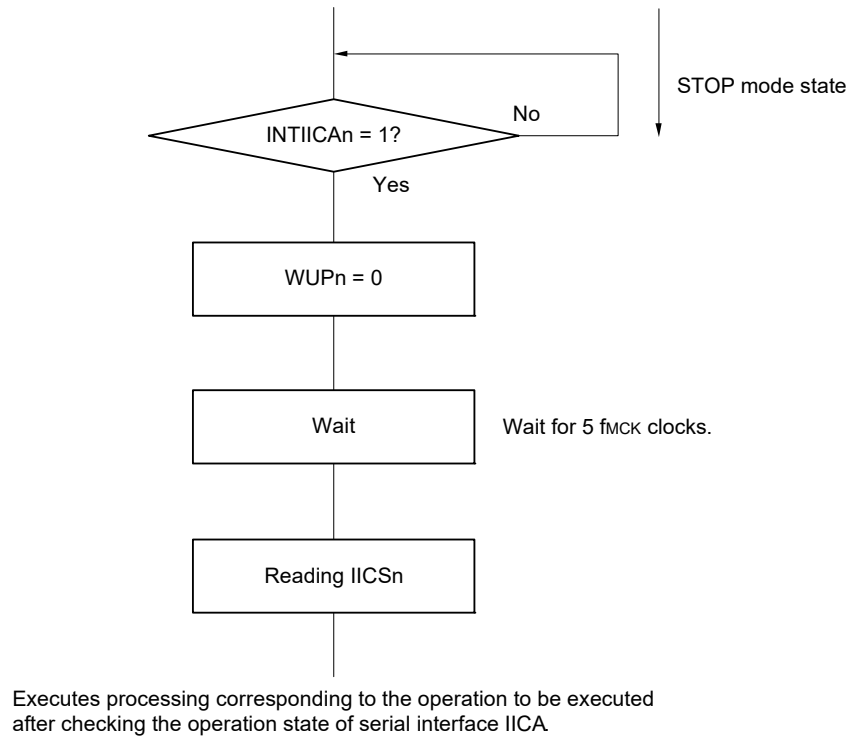 STOP mode state
No
INTIICAn = 1?
Yes
WUPn = 0
Wait
Wait for 5 fMCK clocks.
Reading IICSn
Executes processing corresponding to the operation to be executed
after checking the operation state of serial interface IICA.